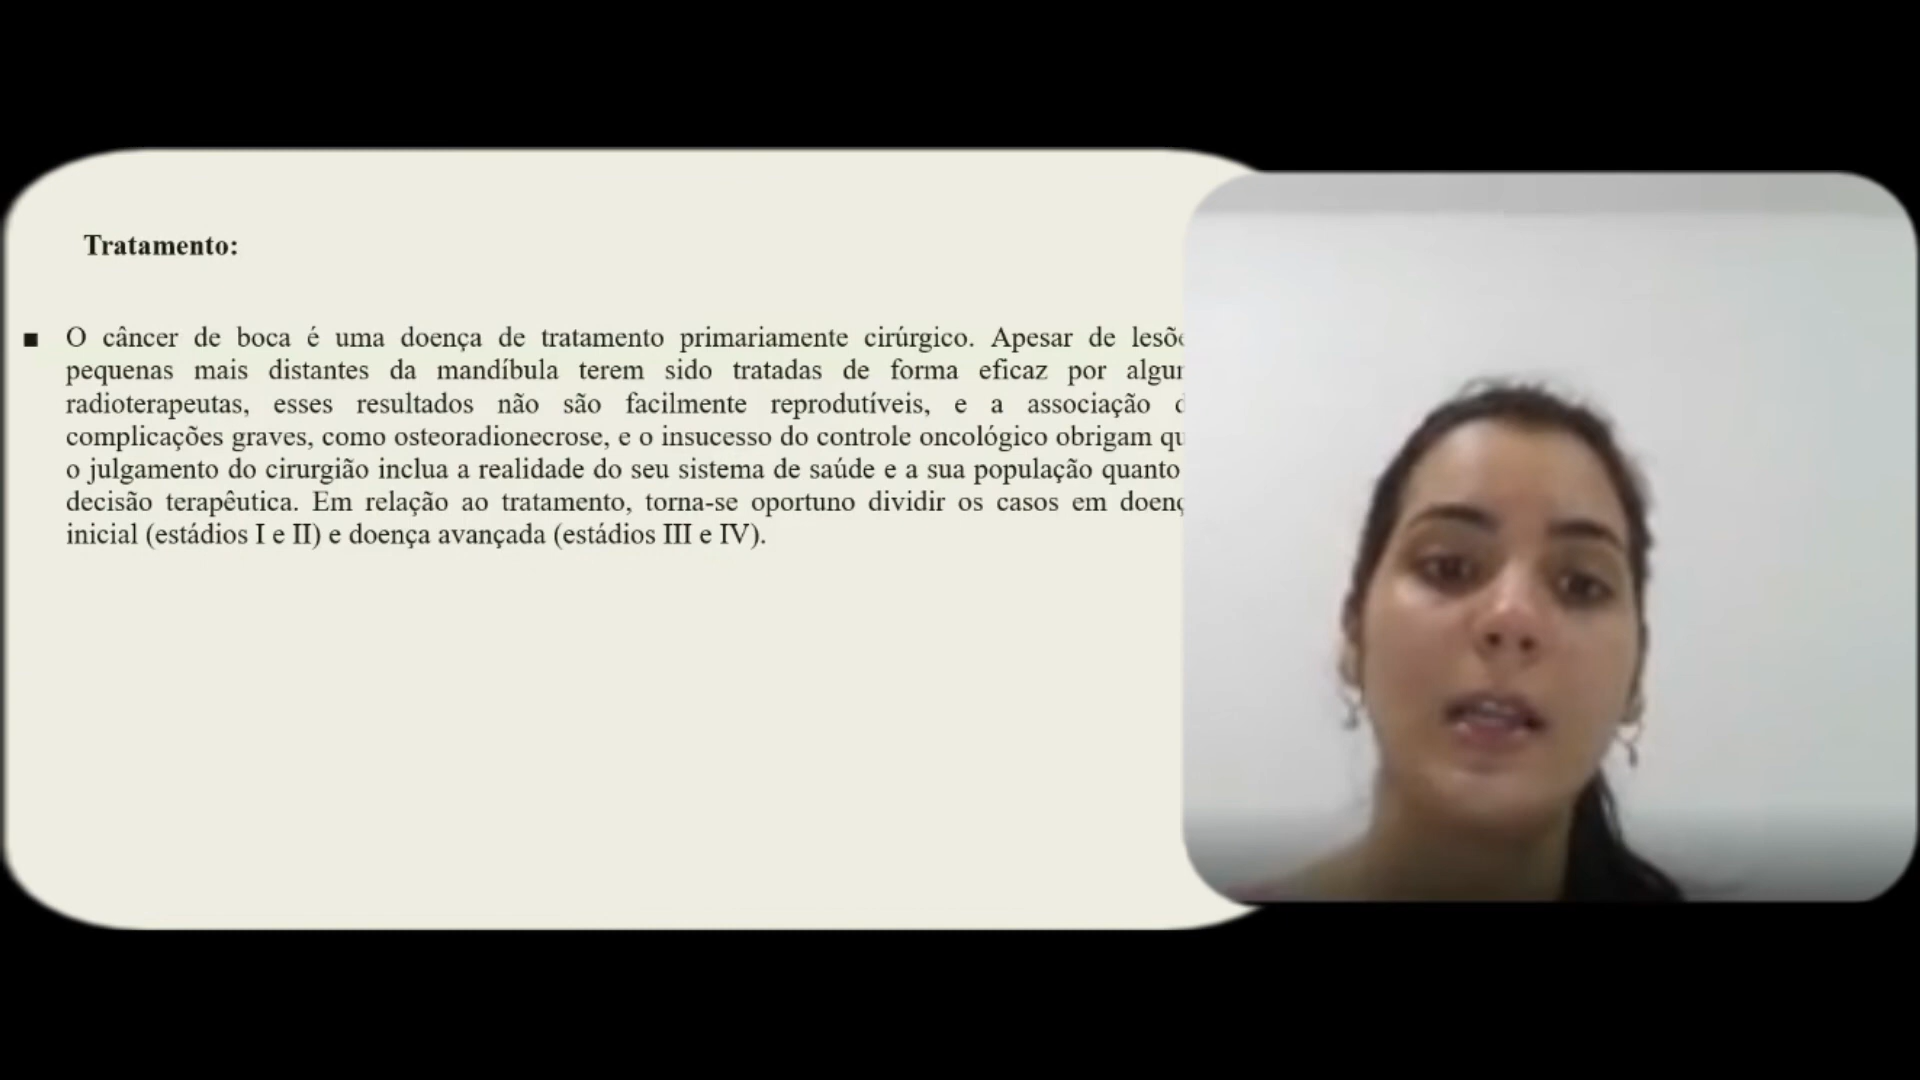 Tratamento:
O câncer de boca é uma doença de tratamento primariamente cirúrgico. Apesar de
pequenas mais distantes da mandíbula terem sido tratadas de forma eficaz por
radioterapeutas, esses resultados não são facilmente reprodutíveis, e a associação
complicações graves, como osteoradionecrose, e o insucesso do controle oncológico obrigam
o julgamento do cirurgião inclua a realidade do seu sistema de saúde e a sua população quanto
decisão terapêutica. Em relação ao tratamento, torna-se oportuno dividir os casos em
inicial (estádios I e II) e doença avançada (estádios III e IV).